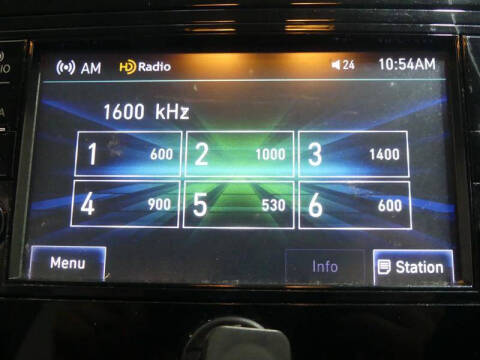 AM HD Radio 24 10:54AM
1600 kHz
1 600 2 1000 3 1400
4 900 5 530 6 600
Menu Info Station